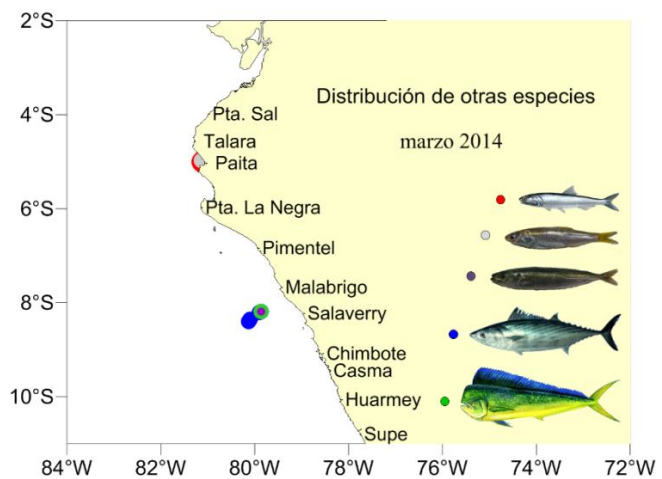 2°S
4°S
6°S
8°S
10°S
Distribución de otras especies
marzo 2014
Pta. Sal
Talara
Paita
Pta. La Negra
Pimentel
Malabrigo
Salaverry
Chimbote
Casma
Huarmey
Supe
84°W 82°W 80°W 78°W 76°W 74°W 72°W